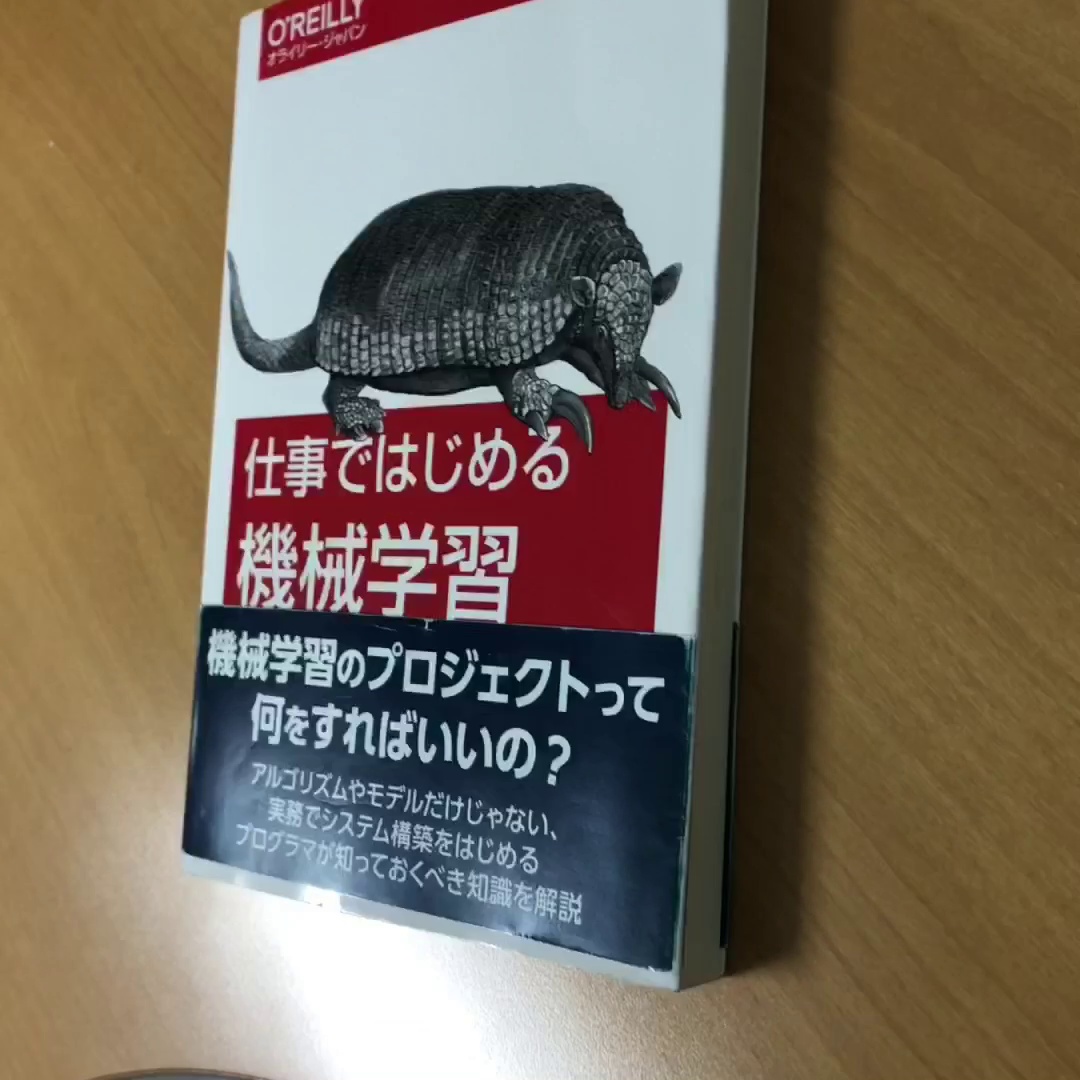 O'REILLY
オライリー・ジャパン
仕事ではじめる
機械学習
機械学習のプロジェクトって
何をすればいいの?
アルゴリズムやモデルだけじゃない、
実務でシステム構築をはじめる
プログラマが知っておくべき知識を解説